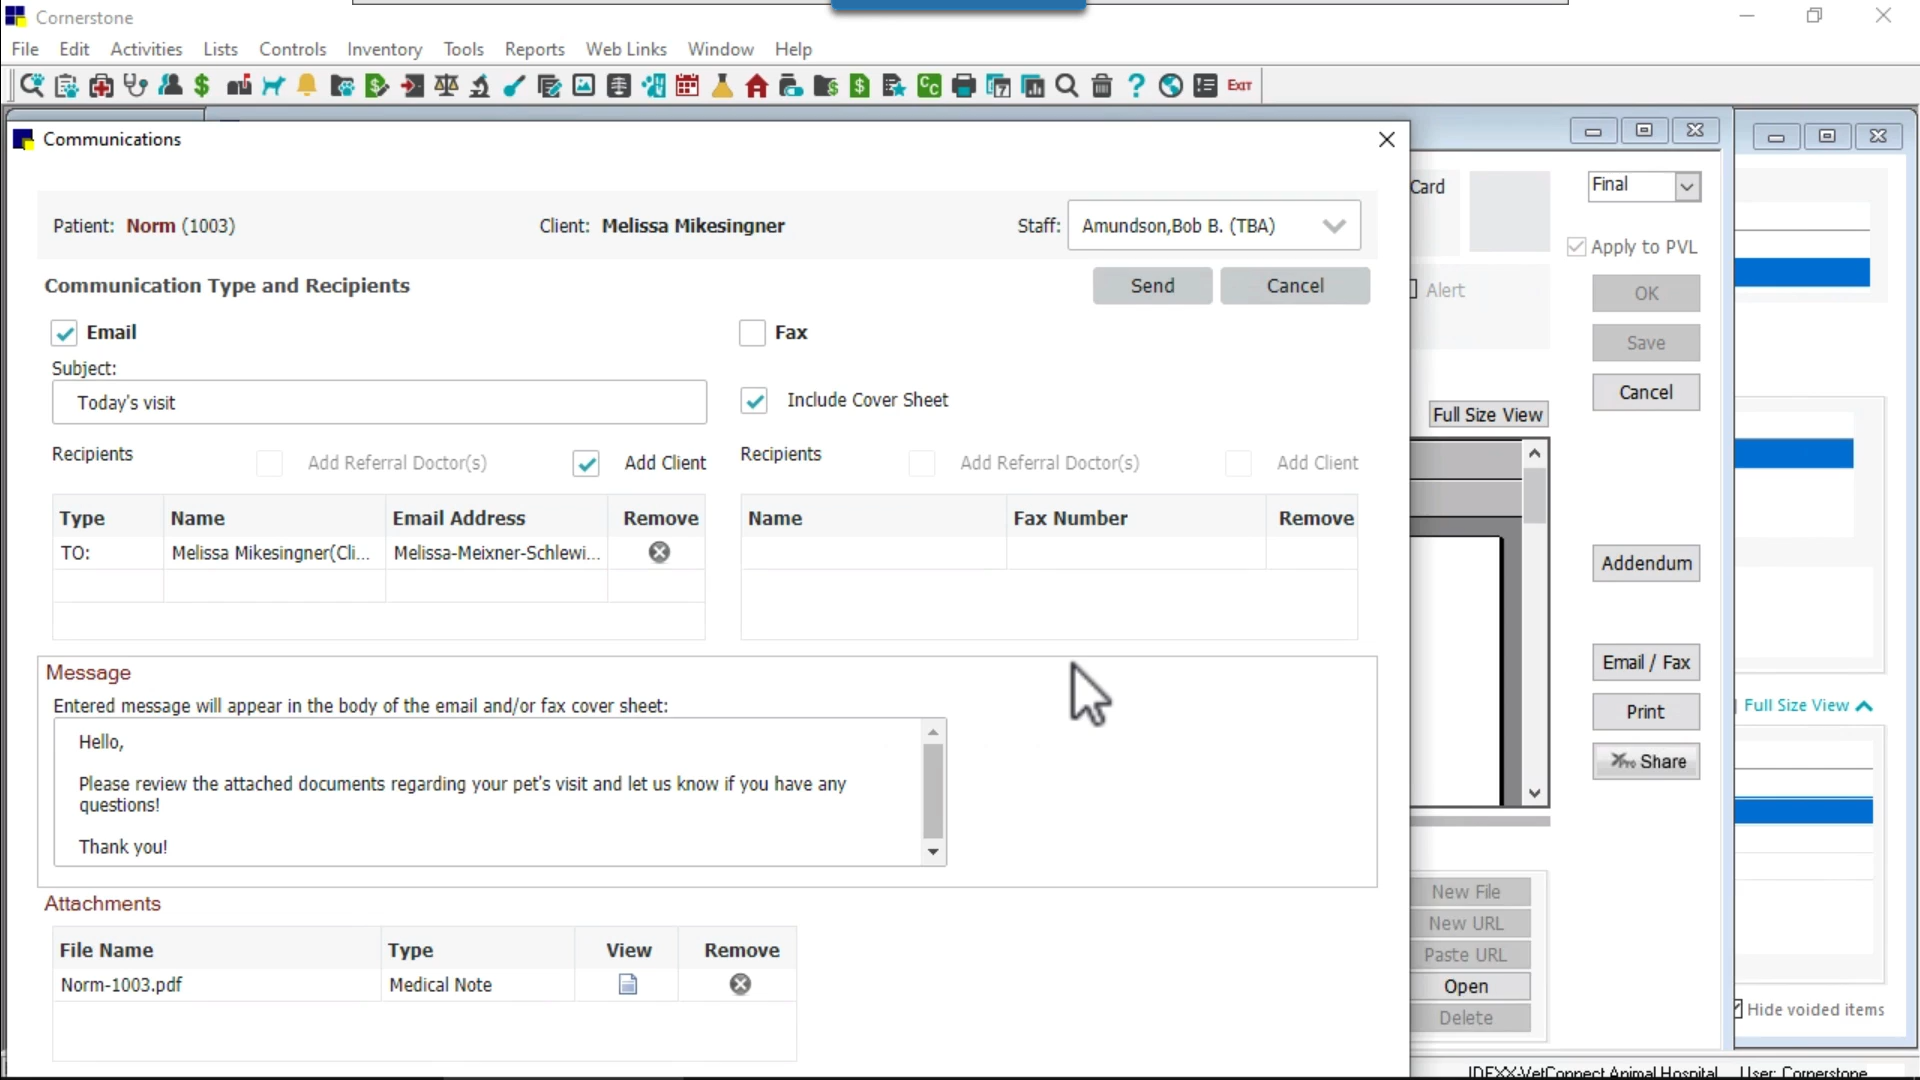 Cornerstone
File Edit Activities Lists Controls Inventory Tools Reports Web Links Window Help
EXIT
Communications
Patient: Norm (1003) Client: Melissa Mikesingner Staff: Amundson,Bob B. (TBA)
Communication Type and Recipients Send Cancel
Email Fax
Subject:
Today's visit Include Cover Sheet
Recipients Add Referral Doctor(s) Add Client Recipients Add Referral Doctor(s) Add Client
Type Name Email Address Remove Name Fax Number Remove
TO: Melissa Mikesingner(Cli... Melissa-Meixner-Schlewi...
Message
Entered message will appear in the body of the email and/or fax cover sheet:
Hello,
Please review the attached documents regarding your pet's visit and let us know if you have any
questions!
Thank you!
Attachments
File Name Type View Remove
Norm-1003.pdf Medical Note
Card Final
Apply to PVL
Alert OK
Save
Cancel
Full Size View
Addendum
Email / Fax
Print
Share
Full Size View
New File
New URL
Paste URL
Open
Delete
Hide voided items
IDEXX-VetConnect Animal Hospital User: Cornerstone